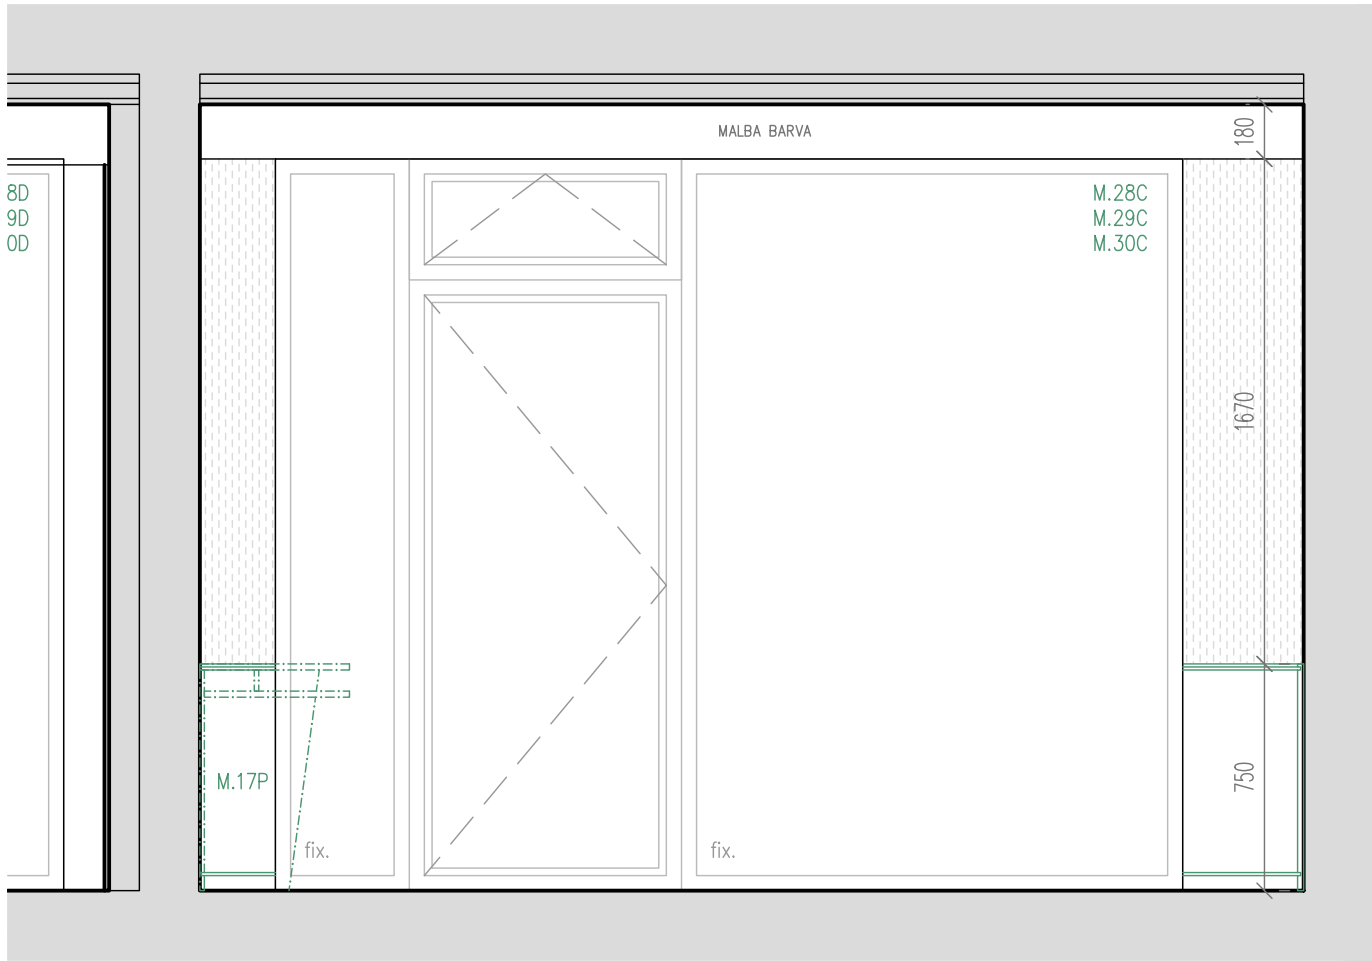 MALBA BARVA
180
8D
9D
0D
M.28C
M.29C
M.30C
1670
M.17P
750
fix.
fix.